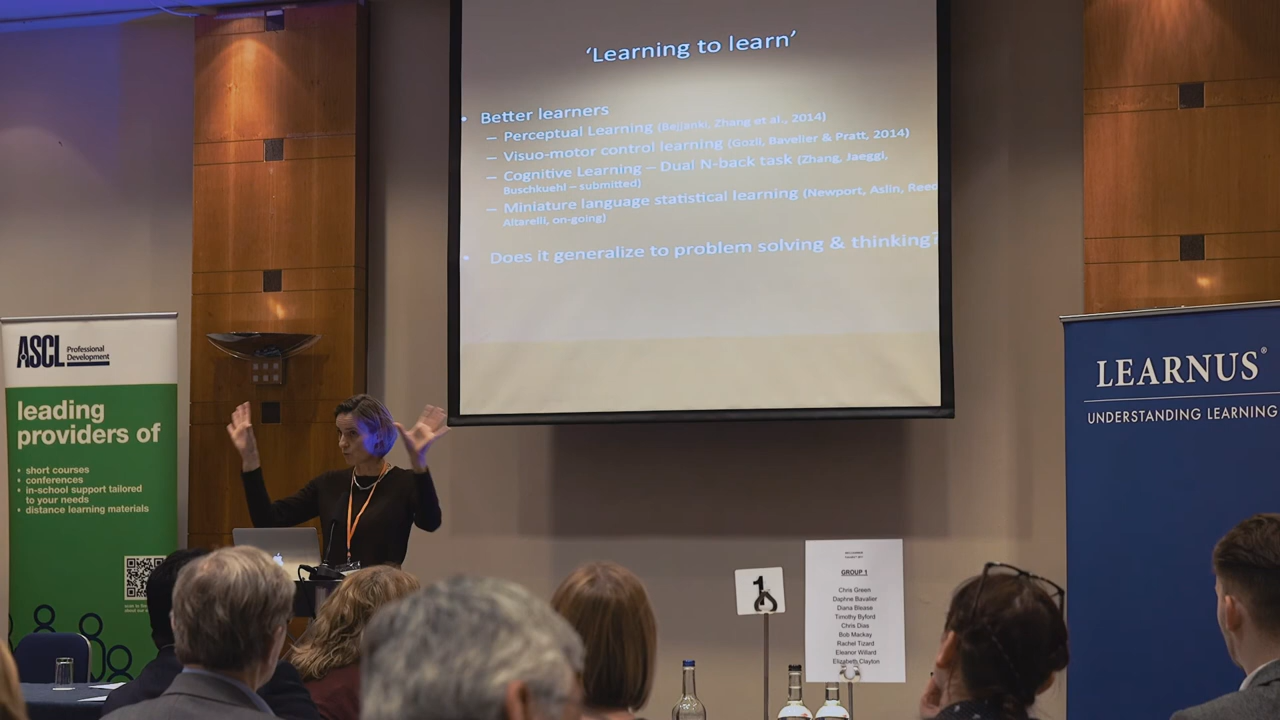 'Learning to learn'
• Better learners
– Perceptual Learning (Bejjanki, Zhang et al., 2014)
– Visuo-motor control learning (Gozli, Bavelier & Pratt, 2014)
– Cognitive Learning – Dual N-back task (Zhang, Jaeggi,
Buschkuehl – submitted)
– Miniature language statistical learning (Newport, Aslin, Reed
Altarelli, on-going)
• Does it generalize to problem solving & thinking?
ASCL Professional
Development
leading
providers of
• short courses
• conferences
• in-school support tailored
to your needs
• distance learning materials
LEARNUS®
UNDERSTANDING LEARNING
1
GROUP 1
Chris Green
Daphne Bavalier
Diana Blease
Timothy Byford
Chris Dias
Bob Mackay
Rachel Tizard
Eleanor Willard
Elizabeth Clayton